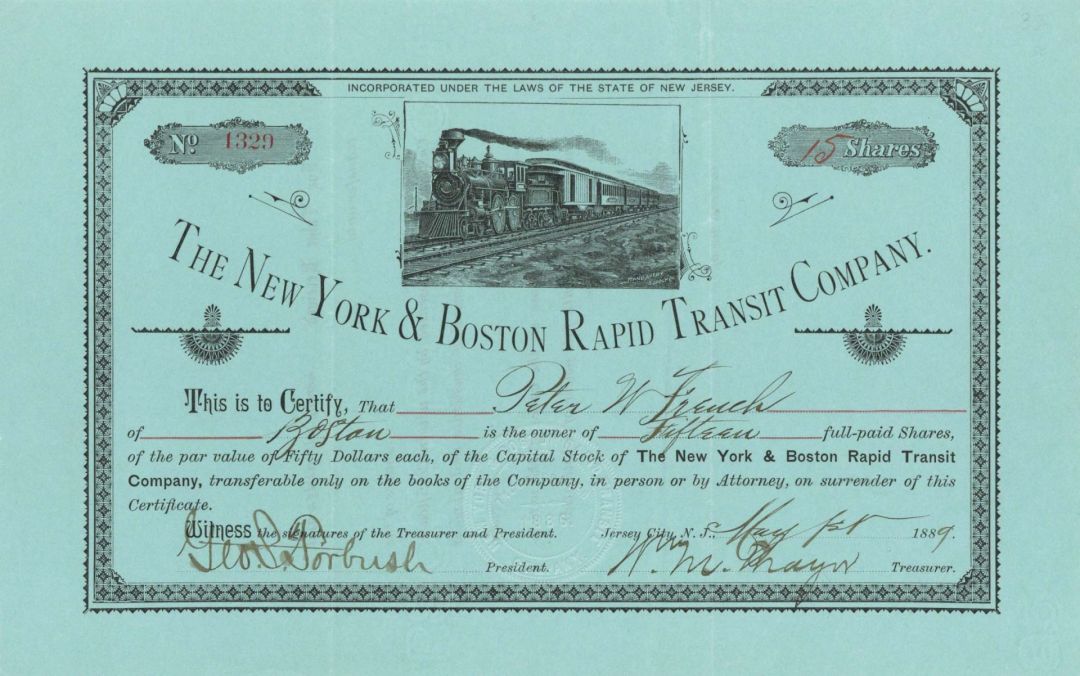 INCORPORATED UNDER THE LAWS OF THE STATE OF NEW JERSEY.
No 1329
15 Shares
THE NEW YORK & BOSTON RAPID TRANSIT COMPANY.
This is to Certify, That Peter W French
of Boston is the owner of Fifteen full-paid Shares,
of the par value of Fifty Dollars each, of the Capital Stock of The New York & Boston Rapid Transit
Company, transferable only on the books of the Company, in person or by Attorney, on surrender of this
Certificate.
Witness the signatures of the Treasurer and President. Jersey City, N. J., May 1st 1889.
Geo. S. Forbush President. Wm M. Thayer Treasurer.